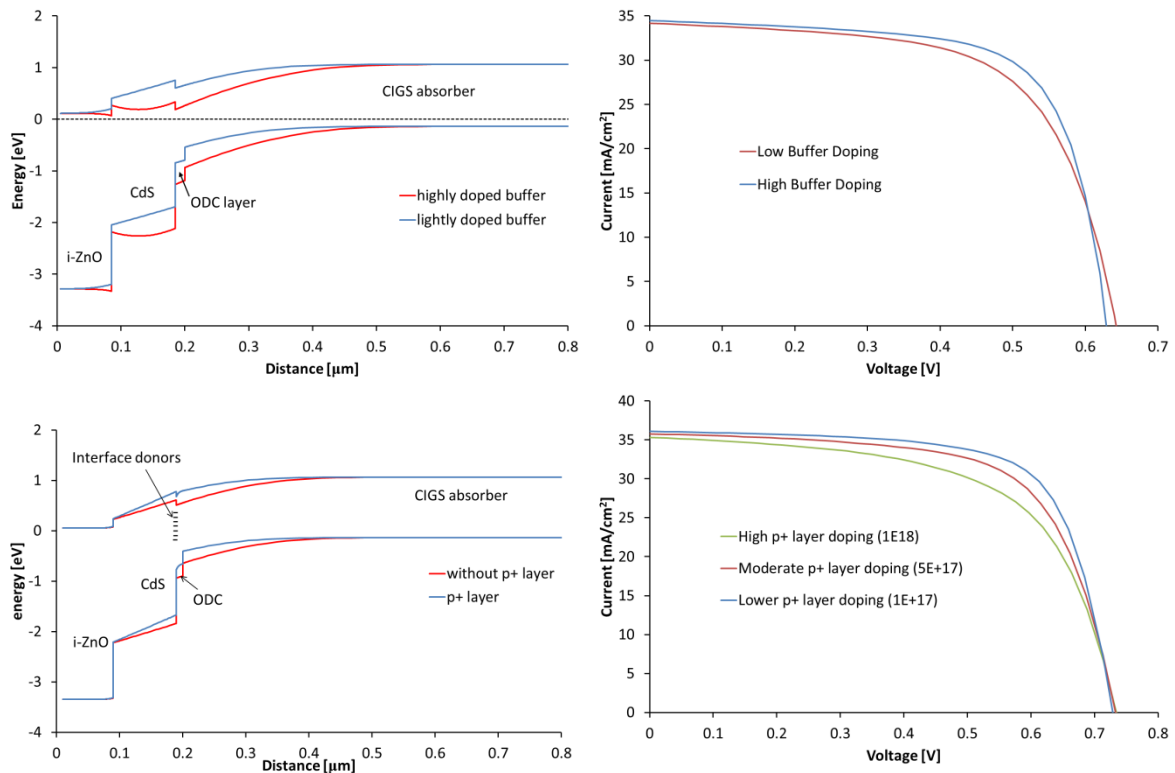 2
1
0
-1
-2
-3
-4
Energy [eV]
0
0.1
0.2
0.3
0.4
0.5
0.6
0.7
0.8
Distance [μm]
CIGS absorber
CdS
ODC layer
i-ZnO
highly doped buffer
lightly doped buffer
35
30
25
20
15
10
5
0
Current [mA/cm2]
0
0.1
0.2
0.3
0.4
0.5
0.6
0.7
Voltage [V]
Low Buffer Doping
High Buffer Doping
2
1
0
-1
-2
-3
-4
energy [eV]
0
0.1
0.2
0.3
0.4
0.5
0.6
0.7
0.8
Distance [μm]
Interface donors
CIGS absorber
CdS
ODC
i-ZnO
without p+ layer
p+ layer
40
35
30
25
20
15
10
5
0
Current [mA/cm2]
0
0.1
0.2
0.3
0.4
0.5
0.6
0.7
0.8
Voltage [V]
High p+ layer doping (1E18)
Moderate p+ layer doping (5E+17)
Lower p+ layer doping (1E+17)